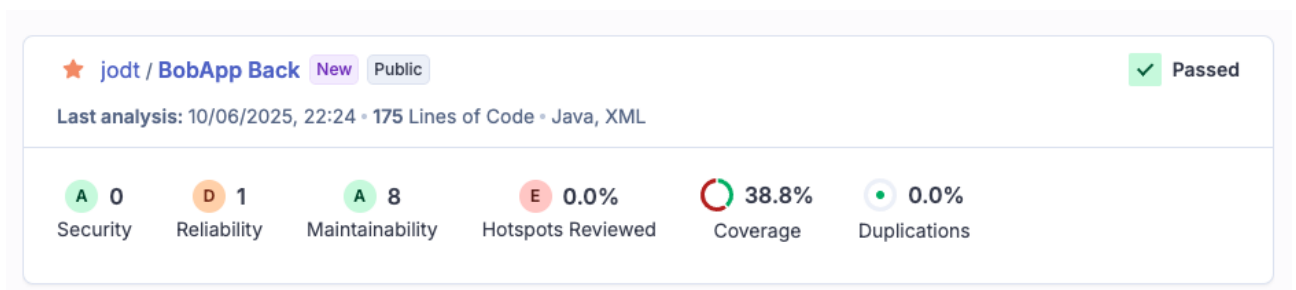 jodt / BobApp Back New Public Passed
Last analysis: 10/06/2025, 22:24 • 175 Lines of Code • Java, XML
A 0 D 1 A 8 E 0.0% 38.8% 0.0%
Security Reliability Maintainability Hotspots Reviewed Coverage Duplications